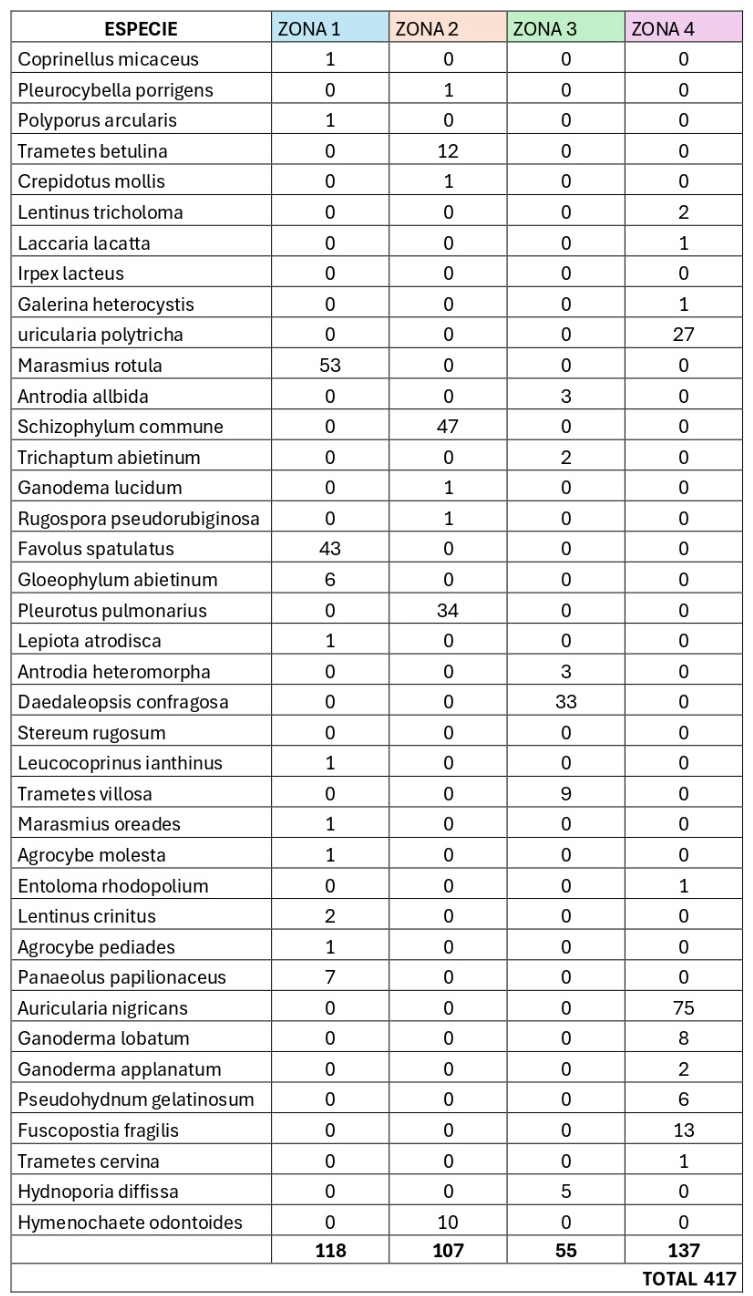 ESPECIE ZONA 1 ZONA 2 ZONA 3 ZONA 4
Coprinellus micaceus 1 0 0 0
Pleurocybella porrigens 0 1 0 0
Polyporus arcularis 1 0 0 0
Trametes betulina 0 12 0 0
Crepidotus mollis 0 1 0 0
Lentinus tricholoma 0 0 0 2
Laccaria lacatta 0 0 0 1
Irpex lacteus 0 0 0 0
Galerina heterocystis 0 0 0 1
uricularia polytricha 0 0 0 27
Marasmius rotula 53 0 0 0
Antrodia allbida 0 0 3 0
Schizophylum commune 0 47 0 0
Trichaptum abietinum 0 0 2 0
Ganodema lucidum 0 1 0 0
Rugospora pseudorubiginosa 0 1 0 0
Favolus spatulatus 43 0 0 0
Gloeophylum abietinum 6 0 0 0
Pleurotus pulmonarius 0 34 0 0
Lepiota atrodisca 1 0 0 0
Antrodia heteromorpha 0 0 3 0
Daedaleopsis confragosa 0 0 33 0
Stereum rugosum 0 0 0 0
Leucocoprinus ianthinus 1 0 0 0
Trametes villosa 0 0 9 0
Marasmius oreades 1 0 0 0
Agrocybe molesta 1 0 0 0
Entoloma rhodopolium 0 0 0 1
Lentinus crinitus 2 0 0 0
Agrocybe pediades 1 0 0 0
Panaeolus papilionaceus 7 0 0 0
Auricularia nigricans 0 0 0 75
Ganoderma lobatum 0 0 0 8
Ganoderma applanatum 0 0 0 2
Pseudohydnum gelatinosum 0 0 0 6
Fuscopostia fragilis 0 0 0 13
Trametes cervina 0 0 0 1
Hydnoporia diffissa 0 0 5 0
Hymenochaete odontoides 0 10 0 0
118 107 55 137
TOTAL 417